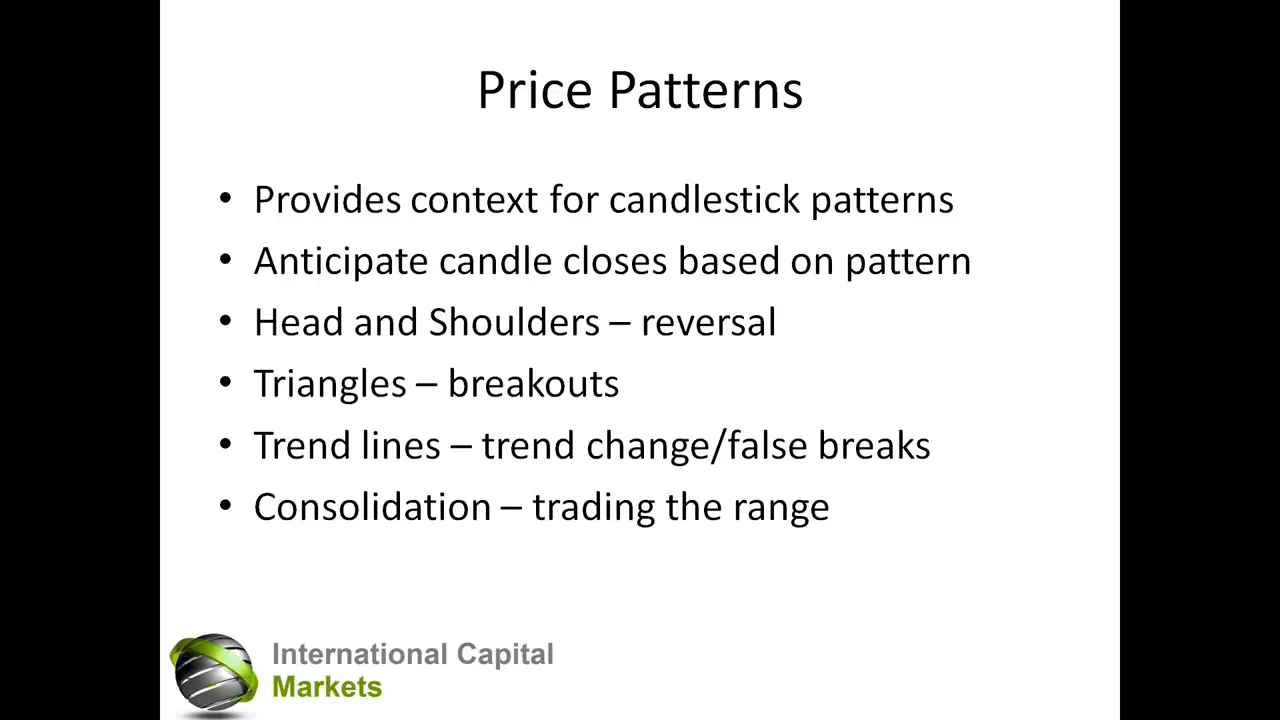 Price Patterns
• Provides context for candlestick patterns
• Anticipate candle closes based on pattern
• Head and Shoulders – reversal
• Triangles – breakouts
• Trend lines – trend change/false breaks
• Consolidation – trading the range
International Capital
Markets